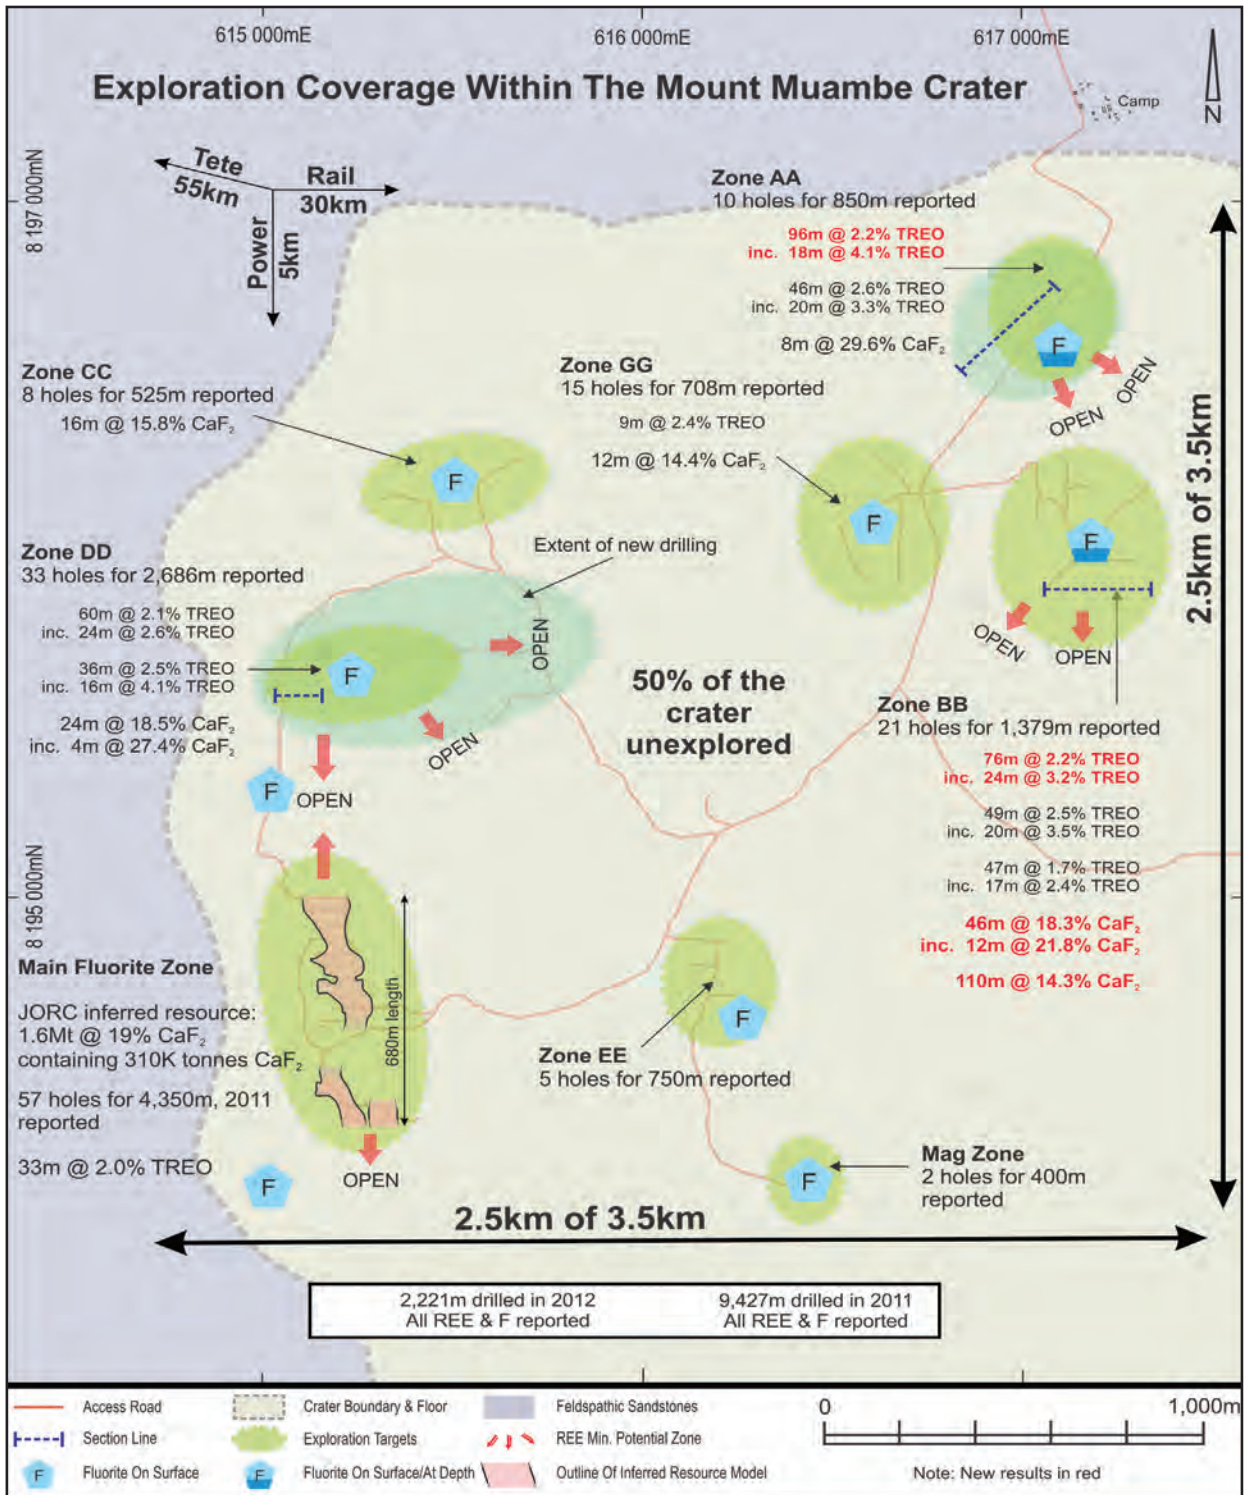 615 000mE
616 000mE
617 000mE
Exploration Coverage Within The Mount Muambe Crater
Camp
N
8 197 000mN
Tete
55km
Rail
30km
Power
5km
Zone AA
10 holes for 850m reported
96m @ 2.2% TREO
inc. 18m @ 4.1% TREO
46m @ 2.6% TREO
inc. 20m @ 3.3% TREO
8m @ 29.6% CaF₂
F
OPEN
OPEN
Zone CC
8 holes for 525m reported
16m @ 15.8% CaF₂
F
Zone GG
15 holes for 708m reported
9m @ 2.4% TREO
12m @ 14.4% CaF₂
F
F
OPEN
OPEN
2.5km of 3.5km
Zone DD
33 holes for 2,686m reported
60m @ 2.1% TREO
inc. 24m @ 2.6% TREO
36m @ 2.5% TREO
inc. 16m @ 4.1% TREO
24m @ 18.5% CaF₂
inc. 4m @ 27.4% CaF₂
Extent of new drilling
F
OPEN
OPEN
F
OPEN
50% of the
crater
unexplored
Zone BB
21 holes for 1,379m reported
76m @ 2.2% TREO
inc. 24m @ 3.2% TREO
49m @ 2.5% TREO
inc. 20m @ 3.5% TREO
47m @ 1.7% TREO
inc. 17m @ 2.4% TREO
46m @ 18.3% CaF₂
inc. 12m @ 21.8% CaF₂
110m @ 14.3% CaF₂
8 195 000mN
Main Fluorite Zone
JORC inferred resource:
1.6Mt @ 19% CaF₂
containing 310K tonnes CaF₂
57 holes for 4,350m, 2011
reported
33m @ 2.0% TREO
680m length
F
OPEN
F
Zone EE
5 holes for 750m reported
F
Mag Zone
2 holes for 400m
reported
2.5km of 3.5km
2,221m drilled in 2012
All REE & F reported
9,427m drilled in 2011
All REE & F reported
Access Road
Crater Boundary & Floor
Feldspathic Sandstones
Section Line
Exploration Targets
REE Min. Potential Zone
F Fluorite On Surface
F Fluorite On Surface/At Depth
Outline Of Inferred Resource Model
0
1,000m
Note: New results in red